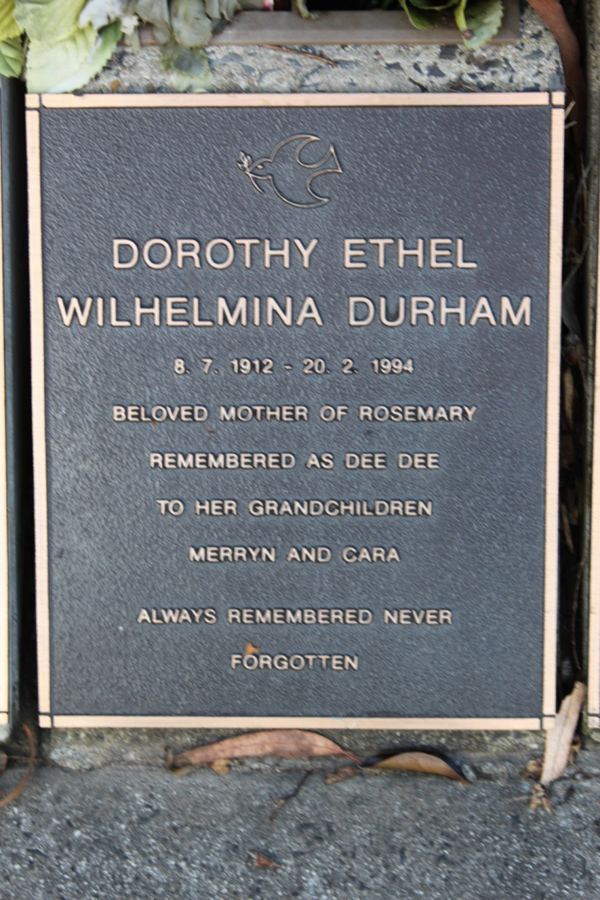 DOROTHY ETHEL
WILHELMINA DURHAM
8. 7. 1912 - 20. 2. 1994
BELOVED MOTHER OF ROSEMARY
REMEMBERED AS DEE DEE
TO HER GRANDCHILDREN
MERRYN AND CARA
ALWAYS REMEMBERED NEVER
FORGOTTEN